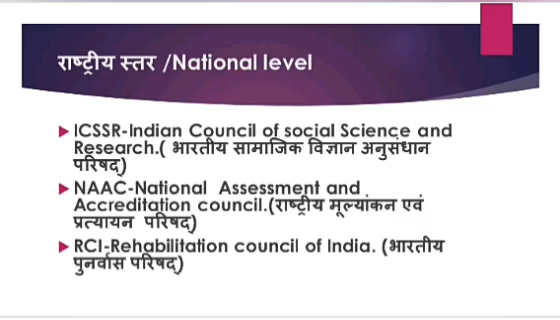 राष्ट्रीय स्तर /National level
ICSSR-Indian Council of social Science and
Research.( भारतीय सामाजिक विज्ञान अनुसंधान
परिषद्)
NAAC-National Assessment and
Accreditation council.(राष्ट्रीय मूल्यांकन एवं
प्रत्यायन परिषद्)
RCI-Rehabilitation council of India. (भारतीय
पुनर्वास परिषद्)